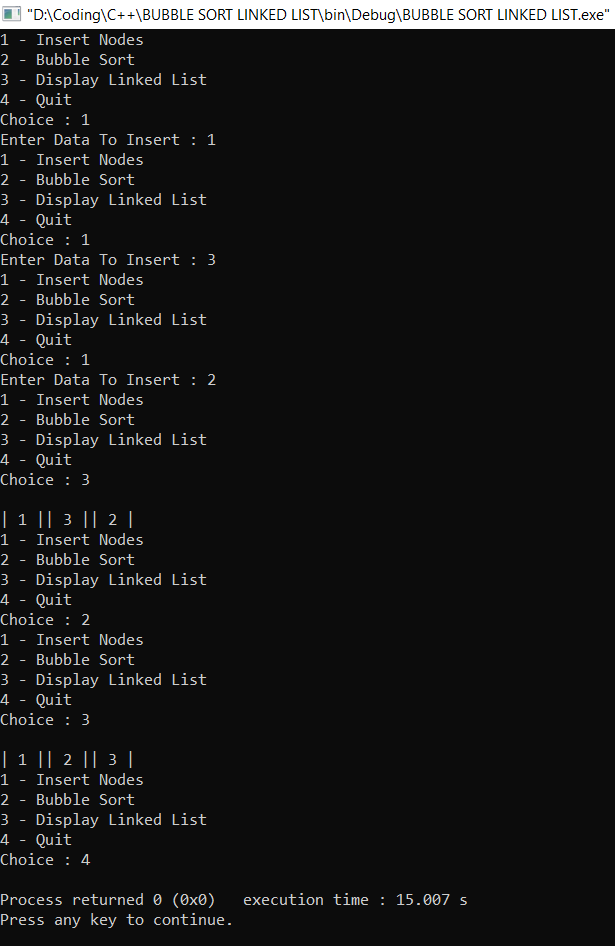 "D:\Coding\C++\BUBBLE SORT LINKED LIST\bin\Debug\BUBBLE SORT LINKED LIST.exe"
1 - Insert Nodes
2 - Bubble Sort
3 - Display Linked List
4 - Quit
Choice : 1
Enter Data To Insert : 1
1 - Insert Nodes
2 - Bubble Sort
3 - Display Linked List
4 - Quit
Choice : 1
Enter Data To Insert : 3
1 - Insert Nodes
2 - Bubble Sort
3 - Display Linked List
4 - Quit
Choice : 1
Enter Data To Insert : 2
1 - Insert Nodes
2 - Bubble Sort
3 - Display Linked List
4 - Quit
Choice : 3
| 1 || 3 || 2 |
1 - Insert Nodes
2 - Bubble Sort
3 - Display Linked List
4 - Quit
Choice : 2
1 - Insert Nodes
2 - Bubble Sort
3 - Display Linked List
4 - Quit
Choice : 3
| 1 || 2 || 3 |
1 - Insert Nodes
2 - Bubble Sort
3 - Display Linked List
4 - Quit
Choice : 4
Process returned 0 (0x0)   execution time : 15.007 s
Press any key to continue.